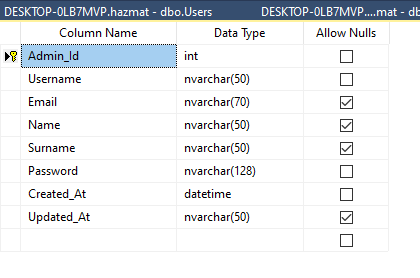 DESKTOP-0LB7MVP.hazmat - dbo.Users DESKTOP-0LB7MVP....mat - db
Column Name Data Type Allow Nulls
Admin_Id int
Username nvarchar(50)
Email nvarchar(70)
Name nvarchar(50)
Surname nvarchar(50)
Password nvarchar(128)
Created_At datetime
Updated_At nvarchar(50)